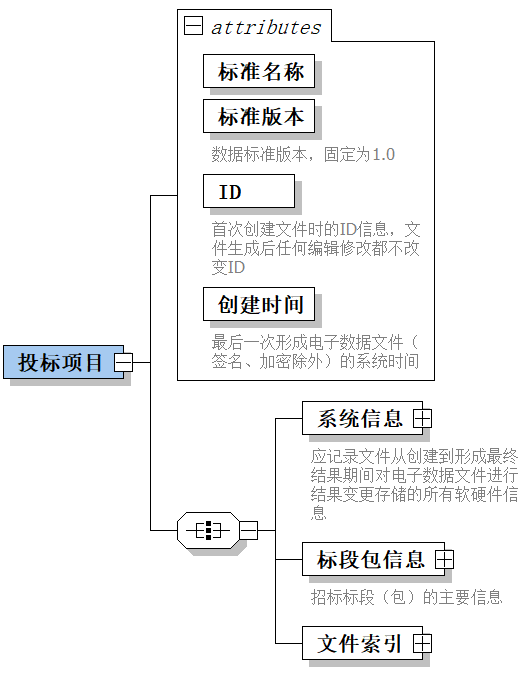 attributes
标准名称
标准版本
数据标准版本，固定为1.0
ID
首次创建文件时的ID信息，文
件生成后任何编辑修改都不改
变ID
创建时间
最后一次形成电子数据文件（
签名、加密除外）的系统时间
投标项目
系统信息
应记录文件从创建到形成最终
结果期间对电子数据文件进行
结果变更存储的所有软硬件信
息
标段包信息
招标标段（包）的主要信息
文件索引